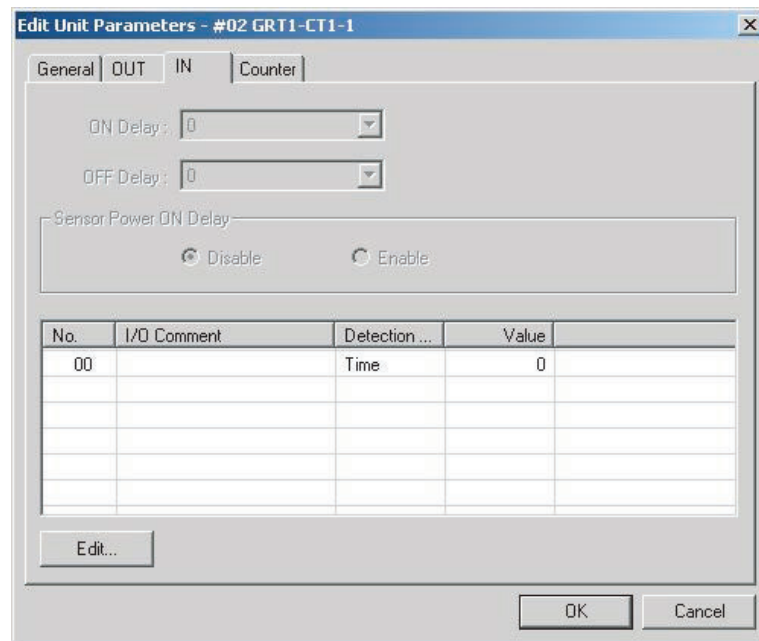 Edit Unit Parameters - #02 GRT1-CT1-1
General OUT IN Counter
ON Delay : 0
OFF Delay : 0
Sensor Power ON Delay
Disable Enable
No. I/O Comment Detection ... Value
00 Time 0
Edit...
OK Cancel